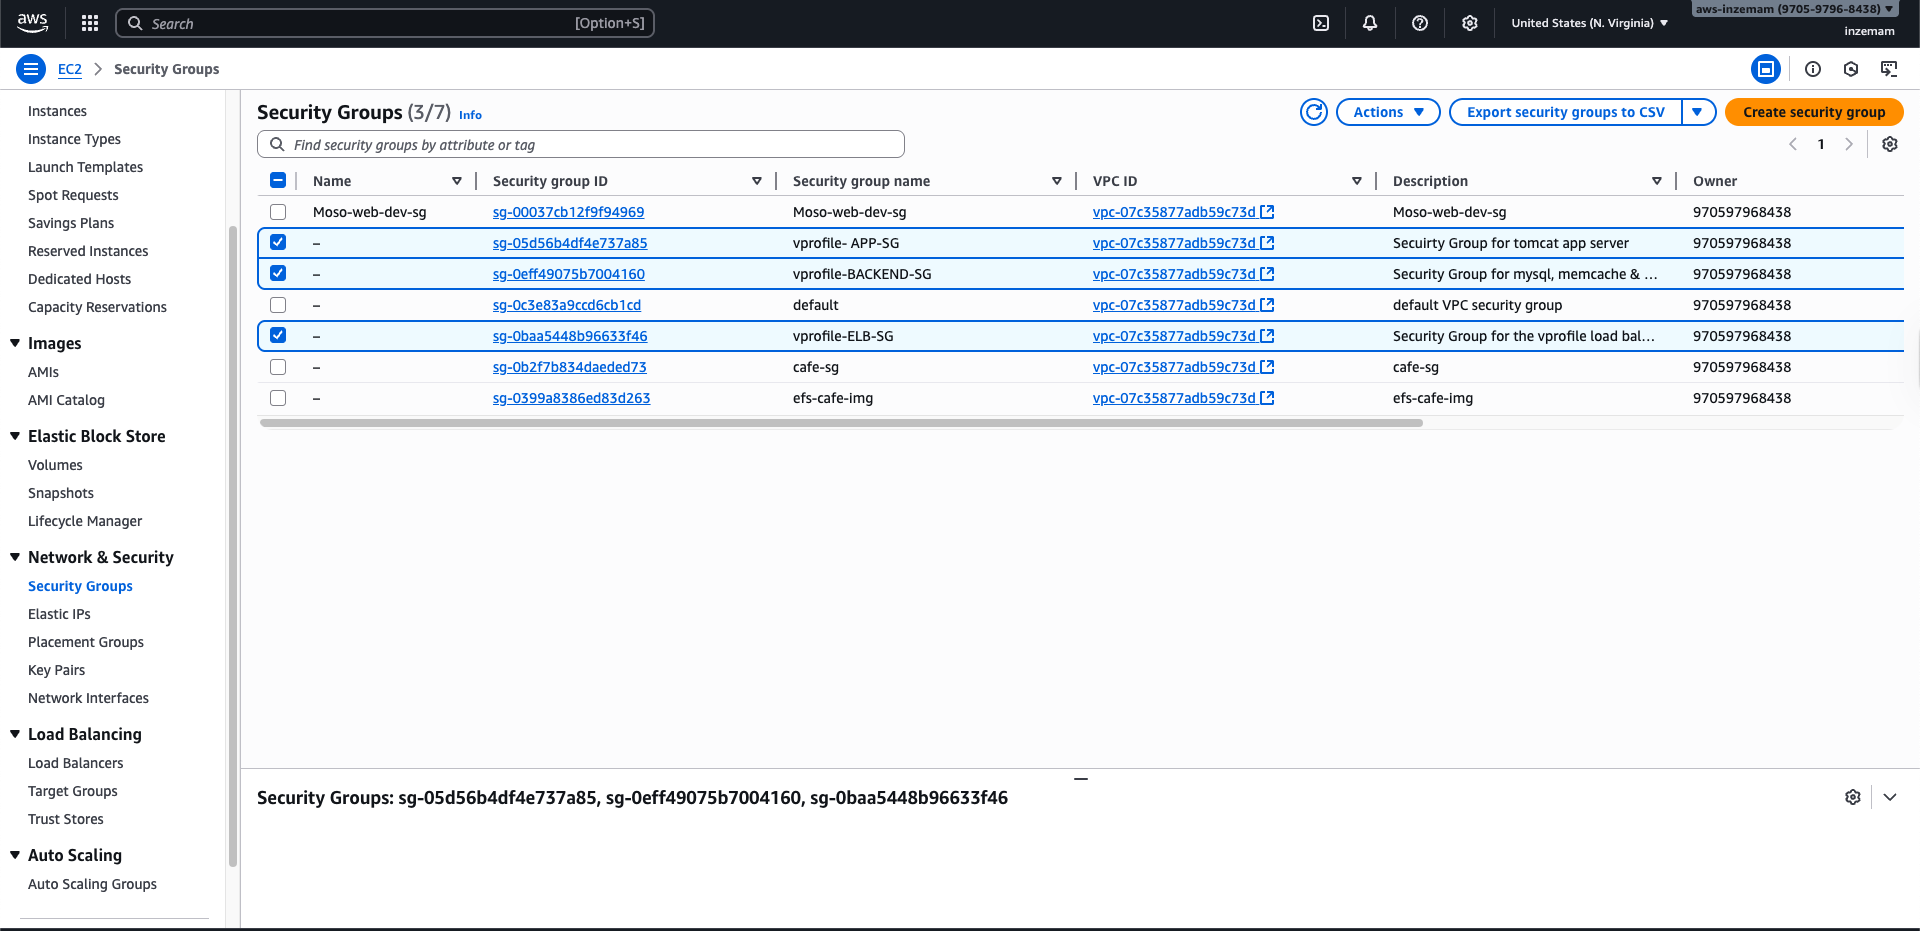 aws
Search [Option+S]
United States (N. Virginia)
aws-inzemam (9705-9796-8438)
inzemam
EC2
Security Groups
Instances
Instance Types
Launch Templates
Spot Requests
Savings Plans
Reserved Instances
Dedicated Hosts
Capacity Reservations
Images
AMIs
AMI Catalog
Elastic Block Store
Volumes
Snapshots
Lifecycle Manager
Network & Security
Security Groups
Elastic IPs
Placement Groups
Key Pairs
Network Interfaces
Load Balancing
Load Balancers
Target Groups
Trust Stores
Auto Scaling
Auto Scaling Groups
Security Groups (3/7) Info
Actions
Export security groups to CSV
Create security group
Find security groups by attribute or tag
1
Name Security group ID Security group name VPC ID Description Owner
Moso-web-dev-sg sg-00037cb12f9f94969 Moso-web-dev-sg vpc-07c35877adb59c73d Moso-web-dev-sg 970597968438
– sg-05d56b4df4e737a85 vprofile- APP-SG vpc-07c35877adb59c73d Secuirty Group for tomcat app server 970597968438
– sg-0eff49075b7004160 vprofile-BACKEND-SG vpc-07c35877adb59c73d Security Group for mysql, memcache & ... 970597968438
– sg-0c3e83a9ccd6cb1cd default vpc-07c35877adb59c73d default VPC security group 970597968438
– sg-0baa5448b96633f46 vprofile-ELB-SG vpc-07c35877adb59c73d Security Group for the vprofile load bal... 970597968438
– sg-0b2f7b834daeded73 cafe-sg vpc-07c35877adb59c73d cafe-sg 970597968438
– sg-0399a8386ed83d263 efs-cafe-img vpc-07c35877adb59c73d efs-cafe-img 970597968438
Security Groups: sg-05d56b4df4e737a85, sg-0eff49075b7004160, sg-0baa5448b96633f46